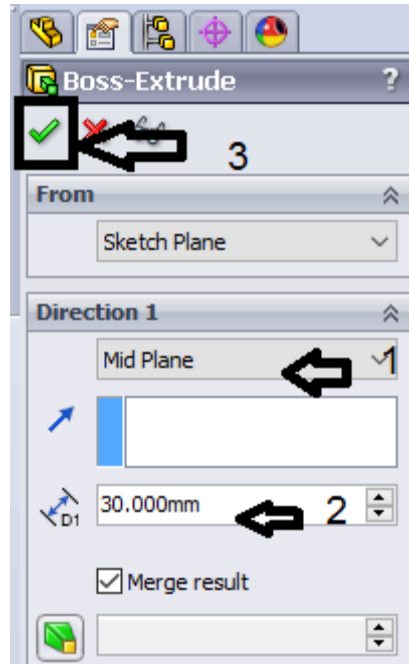 Boss-Extrude ?
3
From
Sketch Plane
Direction 1
Mid Plane 1
D1 30.000mm 2
Merge result